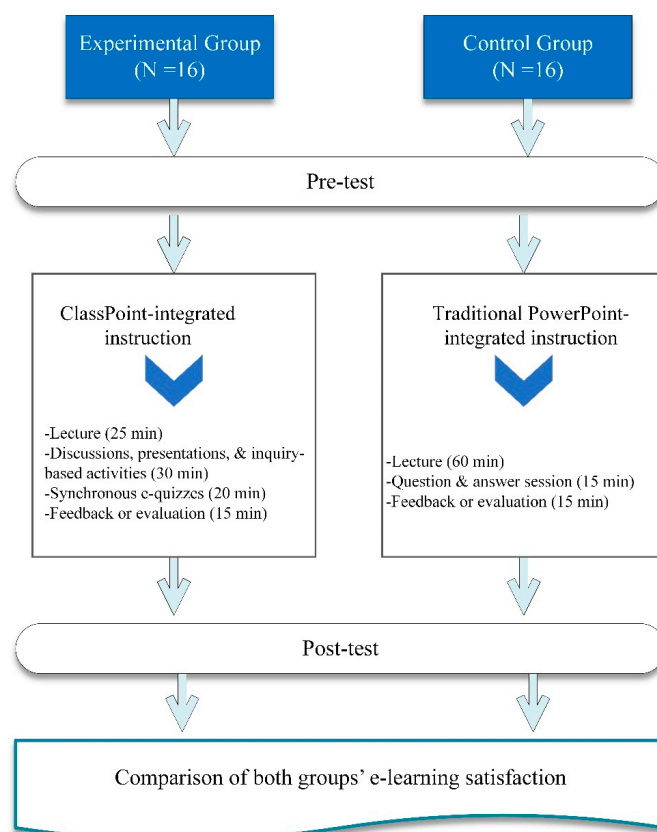 Experimental Group
(N =16)
Control Group
(N =16)
Pre-test
ClassPoint-integrated
instruction
-Lecture (25 min)
-Discussions, presentations, & inquiry-
based activities (30 min)
-Synchronous e-quizzes (20 min)
-Feedback or evaluation (15 min)
Traditional PowerPoint-
integrated instruction
-Lecture (60 min)
-Question & answer session (15 min)
-Feedback or evaluation (15 min)
Post-test
Comparison of both groups’ e-learning satisfaction